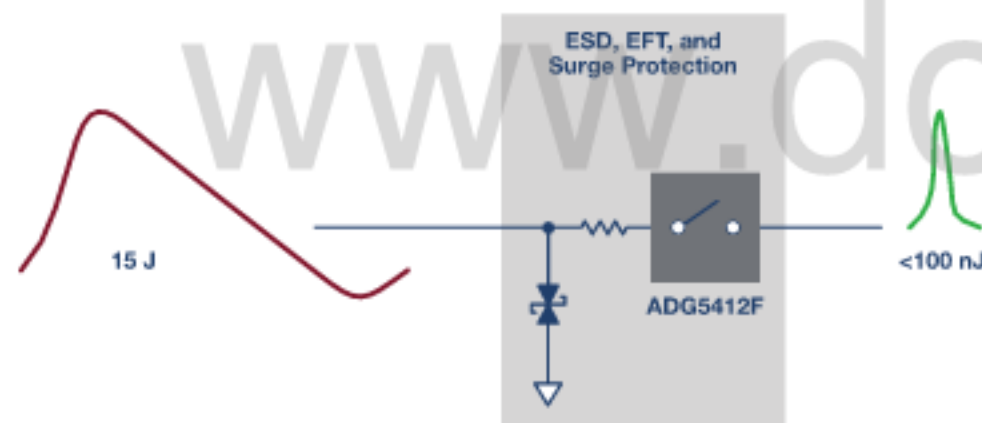 www.dc
ESD, EFT, and
Surge Protection
15 J
ADG5412F
<100 nJ